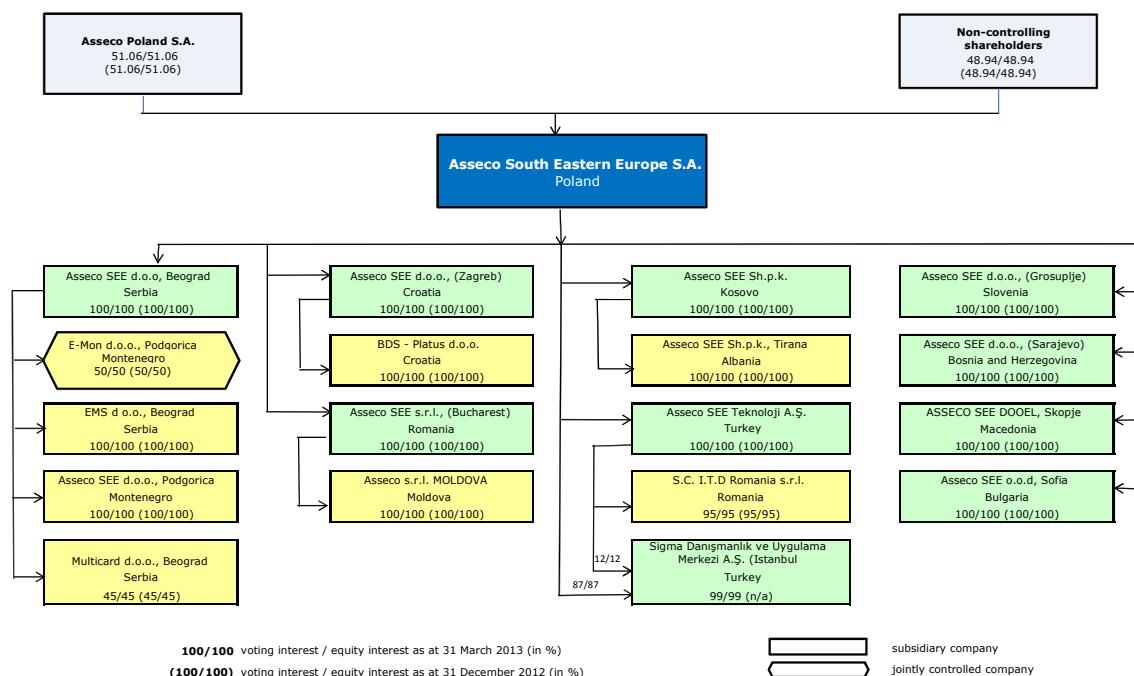 Asseco Poland S.A.
51.06/51.06
(51.06/51.06)
Non-controlling
shareholders
48.94/48.94
(48.94/48.94)
Asseco South Eastern Europe S.A.
Poland
Asseco SEE d.o.o, Beograd
Serbia
100/100 (100/100)
E-Mon d.o.o., Podgorica
Montenegro
50/50 (50/50)
EMS d o.o., Beograd
Serbia
100/100 (100/100)
Asseco SEE d.o.o., Podgorica
Montenegro
100/100 (100/100)
Multicard d.o.o., Beograd
Serbia
45/45 (45/45)
Asseco SEE d.o.o., (Zagreb)
Croatia
100/100 (100/100)
BDS - Platus d.o.o.
Croatia
100/100 (100/100)
Asseco SEE s.r.l., (Bucharest)
Romania
100/100 (100/100)
Asseco s.r.l. MOLDOVA
Moldova
100/100 (100/100)
Asseco SEE Sh.p.k.
Kosovo
100/100 (100/100)
Asseco SEE Sh.p.k., Tirana
Albania
100/100 (100/100)
Asseco SEE Teknoloji A.Ş.
Turkey
100/100 (100/100)
S.C. I.T.D Romania s.r.l.
Romania
95/95 (95/95)
12/12
87/87
Sigma Danışmanlık ve Uygulama
Merkezi A.Ş. (Istanbul
Turkey
99/99 (n/a)
Asseco SEE d.o.o., (Grosuplje)
Slovenia
100/100 (100/100)
Asseco SEE d.o.o., (Sarajevo)
Bosnia and Herzegovina
100/100 (100/100)
ASSECO SEE DOOEL, Skopje
Macedonia
100/100 (100/100)
Asseco SEE o.o.d, Sofia
Bulgaria
100/100 (100/100)
100/100 voting interest / equity interest as at 31 March 2013 (in %)
(100/100) voting interest / equity interest as at 31 December 2012 (in %)
subsidiary company
jointly controlled company